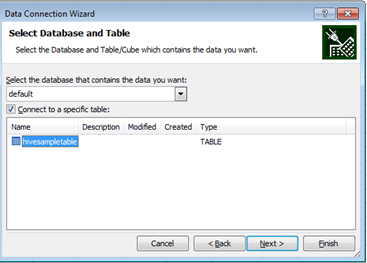 Data Connection Wizard
Select Database and Table
Select the Database and Table/Cube which contains the data you want.
Select the database that contains the data you want:
default
Connect to a specific table:
Name Description Modified Created Type
hivesampletable TABLE
Cancel < Back Next > Finish